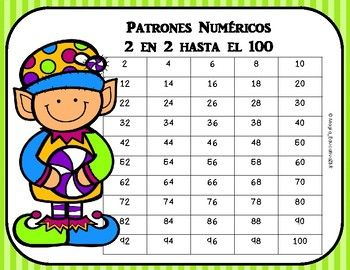 Patrones Numéricos
2 en 2 hasta el 100
2 4 6 8 10
12 14 16 18 20
22 24 26 28 30
32 34 36 38 40
42 44 46 48 50
52 54 56 58 60
62 64 66 68 70
72 74 76 78 80
82 84 86 88 90
92 94 96 98 100